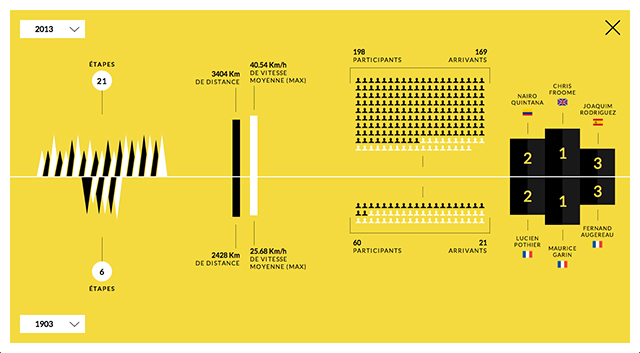 2013
ÉTAPES
21
3404 Km
DE DISTANCE
40.54 Km/h
DE VITESSE
MOYENNE (MAX)
198
PARTICIPANTS
169
ARRIVANTS
NAIRO
QUINTANA
CHRIS
FROOME
JOAQUIM
RODRIGUEZ
2
1
3
2
1
3
LUCIEN
POTHIER
MAURICE
GARIN
FERNAND
AUGEREAU
60
PARTICIPANTS
21
ARRIVANTS
2428 Km
DE DISTANCE
25.68 Km/h
DE VITESSE
MOYENNE (MAX)
6
ÉTAPES
1903